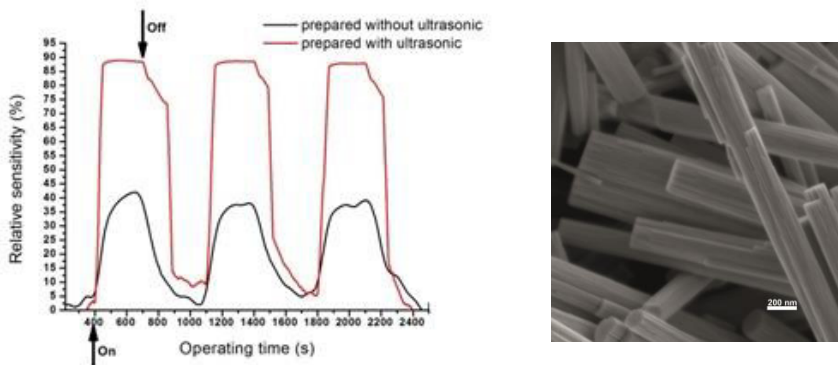 Off
prepared without ultrasonic
prepared with ultrasonic
95
90
85
80
75
70
65
60
55
50
45
40
35
30
25
20
15
10
5
0
Relative sensitivity (%)
400 600 800 1000 1200 1400 1600 1800 2000 2200 2400
Operating time (s)
On
200 nm